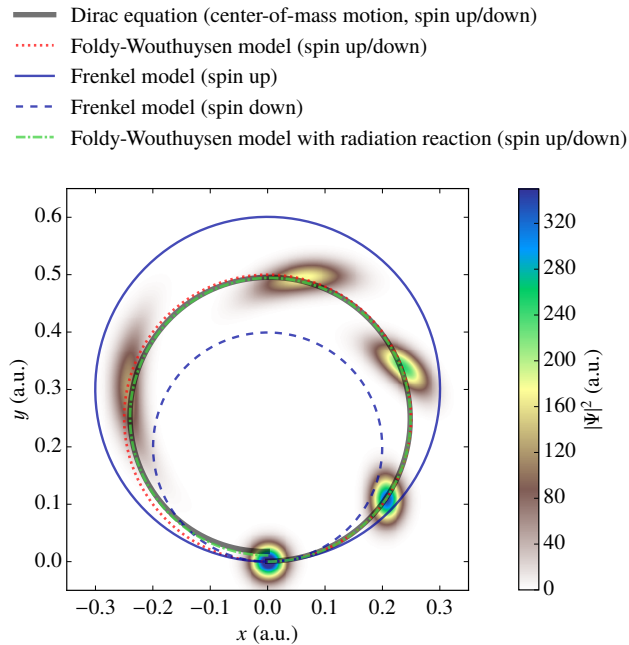 Dirac equation (center-of-mass motion, spin up/down)
Foldy-Wouthuysen model (spin up/down)
Frenkel model (spin up)
Frenkel model (spin down)
Foldy-Wouthuysen model with radiation reaction (spin up/down)
0.6
0.5
0.4
0.3
0.2
0.1
0.0
y (a.u.)
−0.3 −0.2 −0.1 0.0 0.1 0.2 0.3
x (a.u.)
320
280
240
200
160
120
80
40
0
|Ψ|² (a.u.)